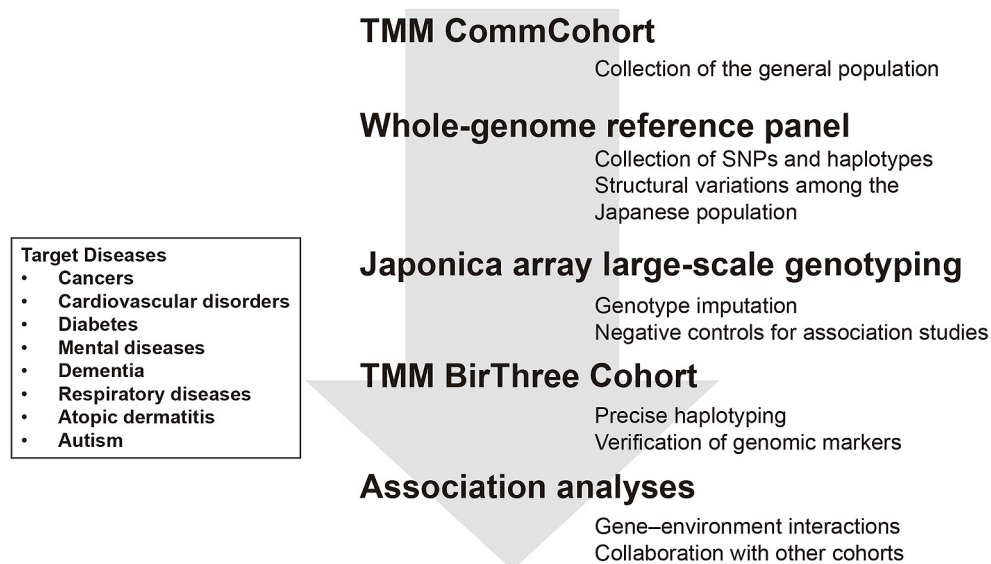 TMM CommCohort
Collection of the general population
Whole-genome reference panel
Collection of SNPs and haplotypes
Structural variations among the
Japanese population
Japonica array large-scale genotyping
Genotype imputation
Negative controls for association studies
TMM BirThree Cohort
Precise haplotyping
Verification of genomic markers
Association analyses
Gene–environment interactions
Collaboration with other cohorts
Target Diseases
• Cancers
• Cardiovascular disorders
• Diabetes
• Mental diseases
• Dementia
• Respiratory diseases
• Atopic dermatitis
• Autism